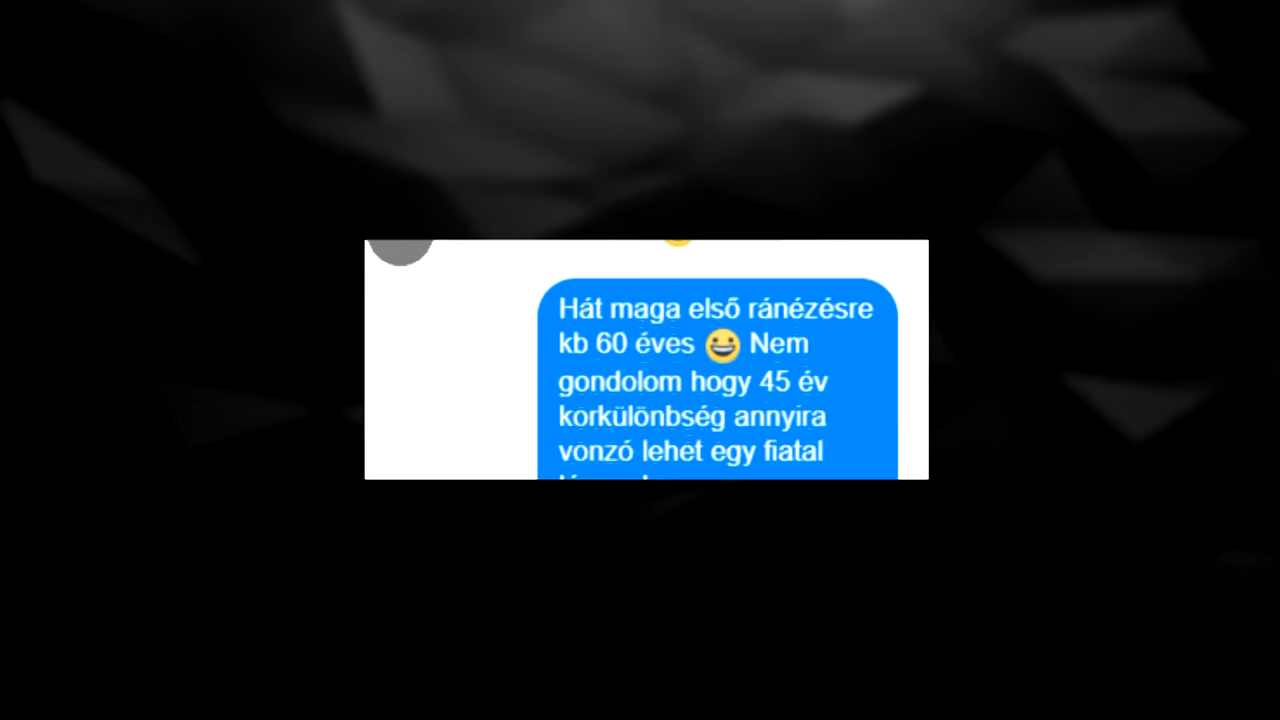 Hát maga első ránézésre
kb 60 éves 😀 Nem
gondolom hogy 45 év
korkülönbség annyira
vonzó lehet egy fiatal